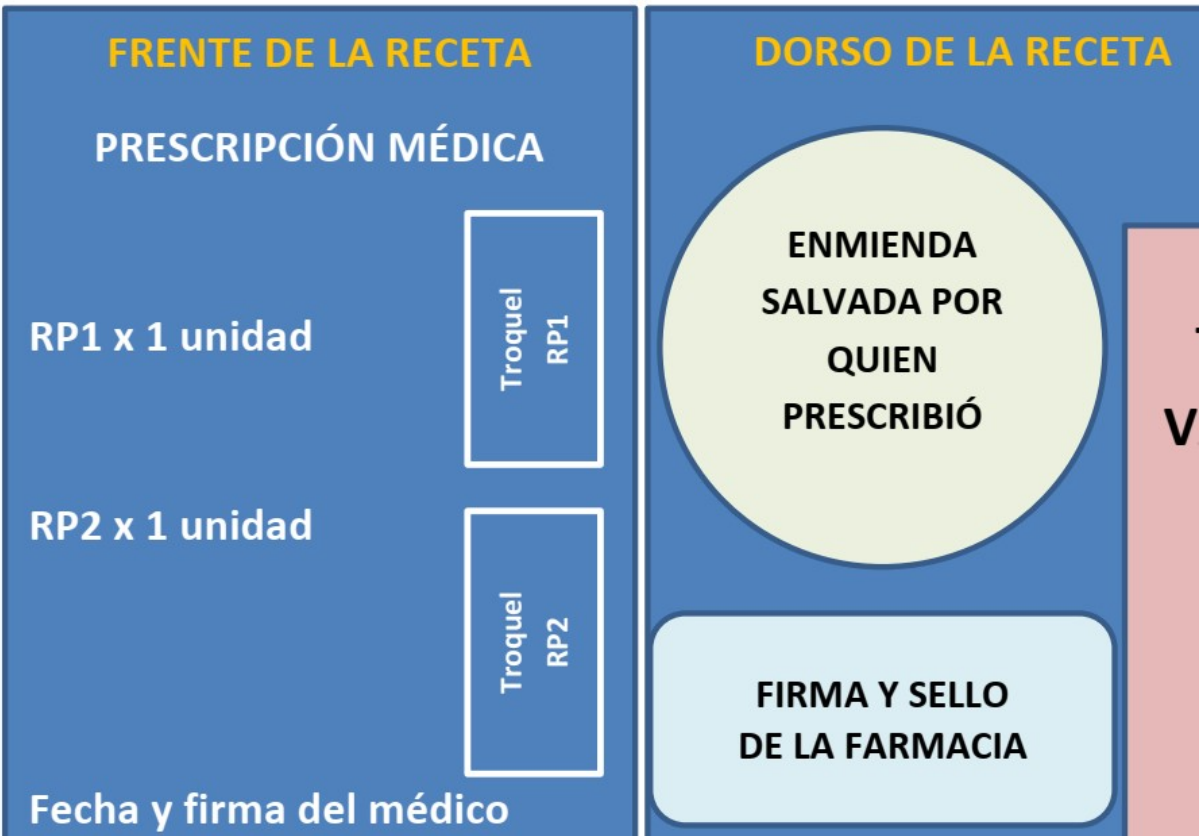 FRENTE DE LA RECETA
PRESCRIPCIÓN MÉDICA
RP1 x 1 unidad
Troquel
RP1
RP2 x 1 unidad
Troquel
RP2
Fecha y firma del médico
DORSO DE LA RECETA
ENMIENDA
SALVADA POR
QUIEN
PRESCRIBIÓ
FIRMA Y SELLO
DE LA FARMACIA